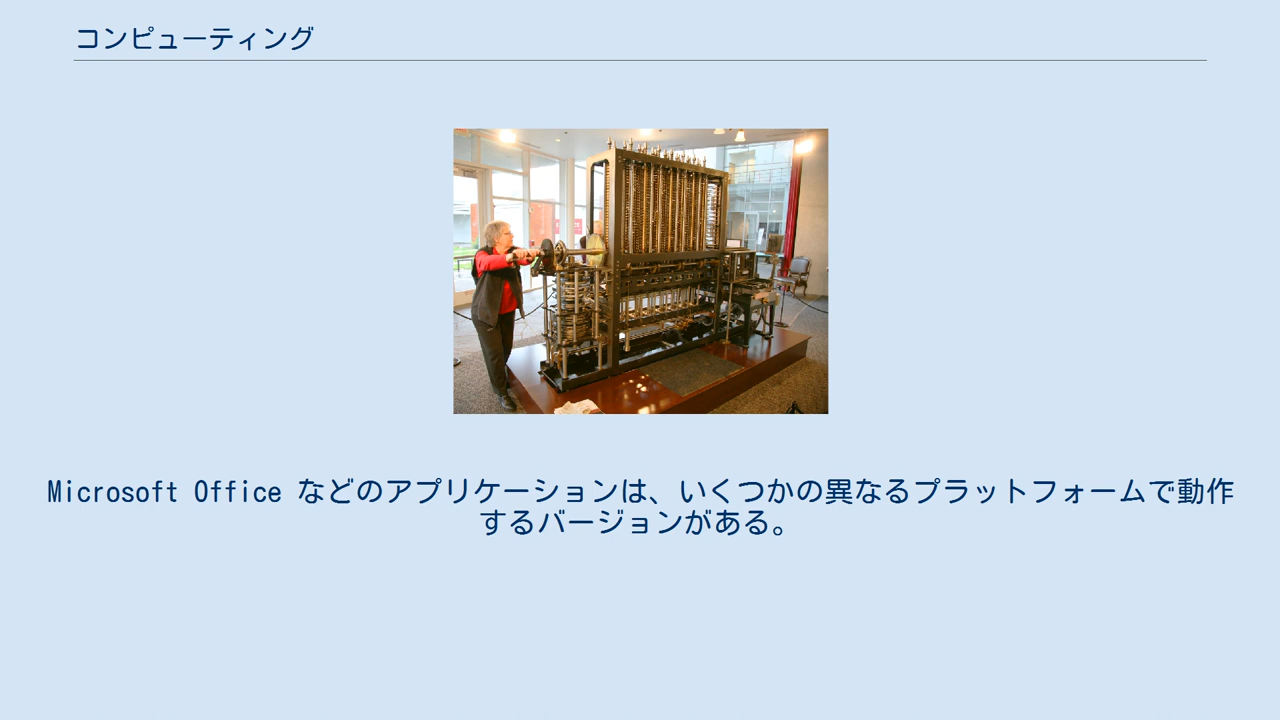 コンピューティング
Microsoft Office などのアプリケーションは、いくつかの異なるプラットフォームで動作
するバージョンがある。